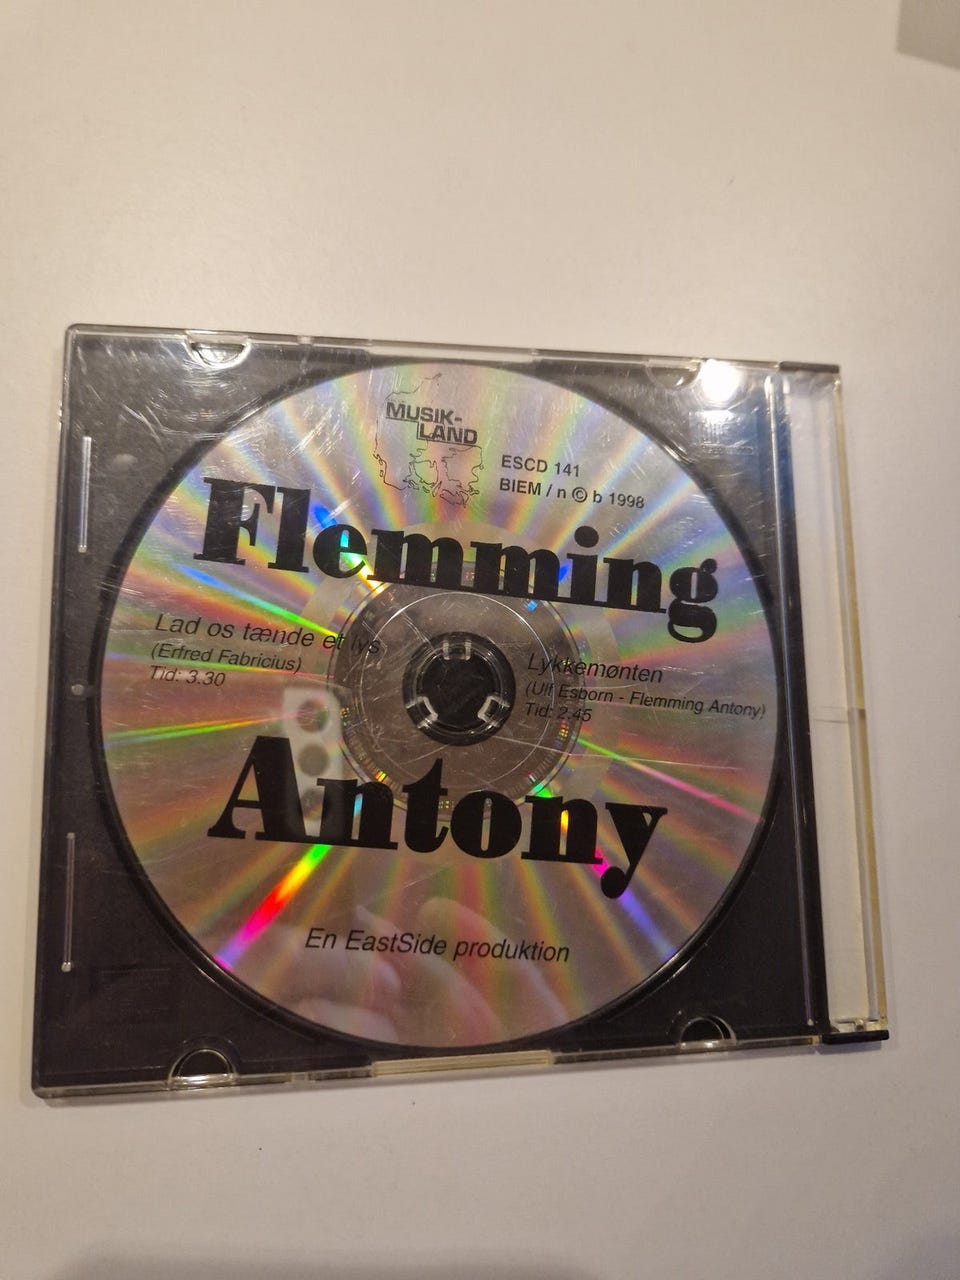 MUSIK-
LAND
ESCD 141
BIEM / n © b 1998
Flemming
Lad os tænde et lys
(Erfred Fabricius)
Tid: 3.30
Lykkemønten
(Ulf Esborn - Flemming Antony)
Tid: 2.45
Antony
En EastSide produktion